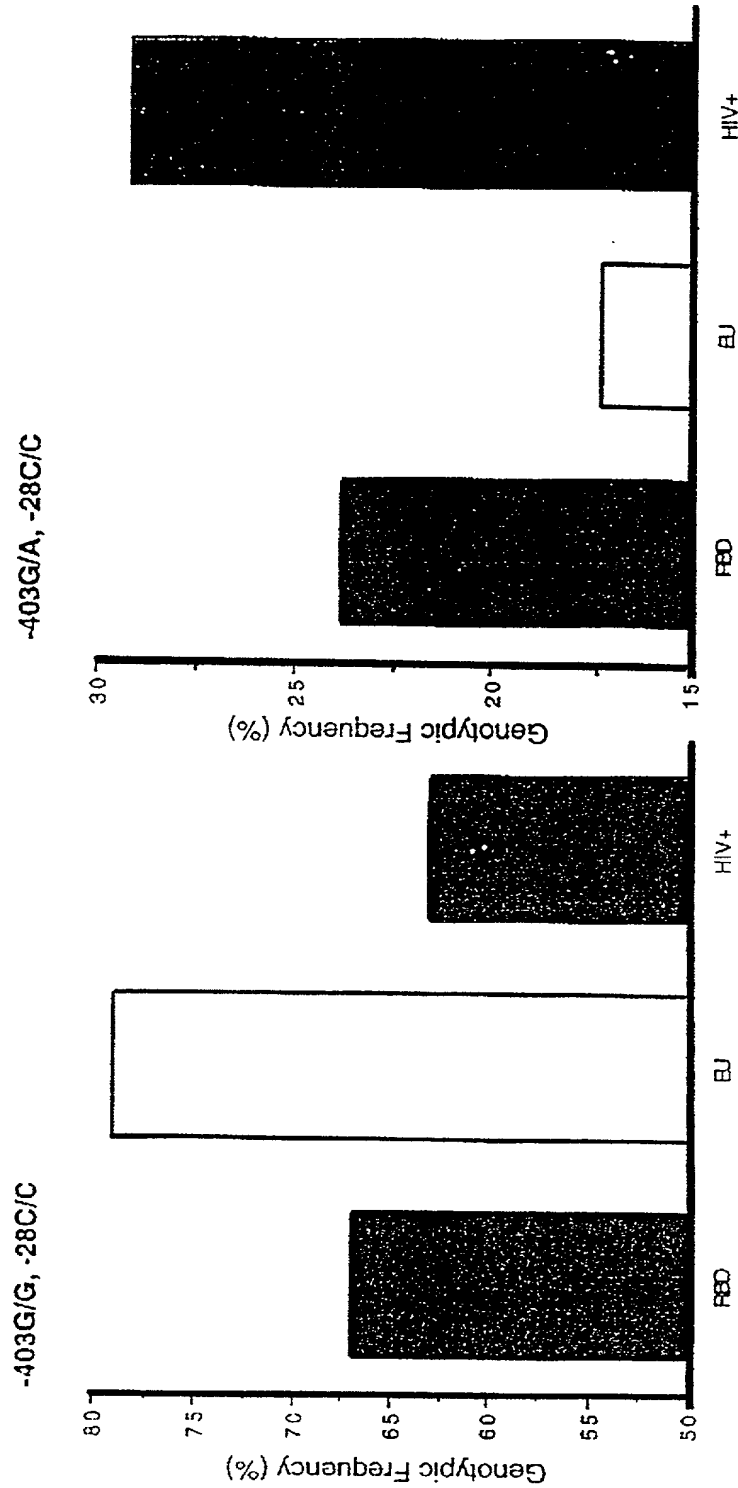 -403G/G, -28C/C
Genotypic Frequency (%)
80
75
70
65
60
55
50
RBD
EU
HIV+
-403G/A, -28C/C
Genotypic Frequency (%)
30
25
20
15
RBD
EU
HIV+